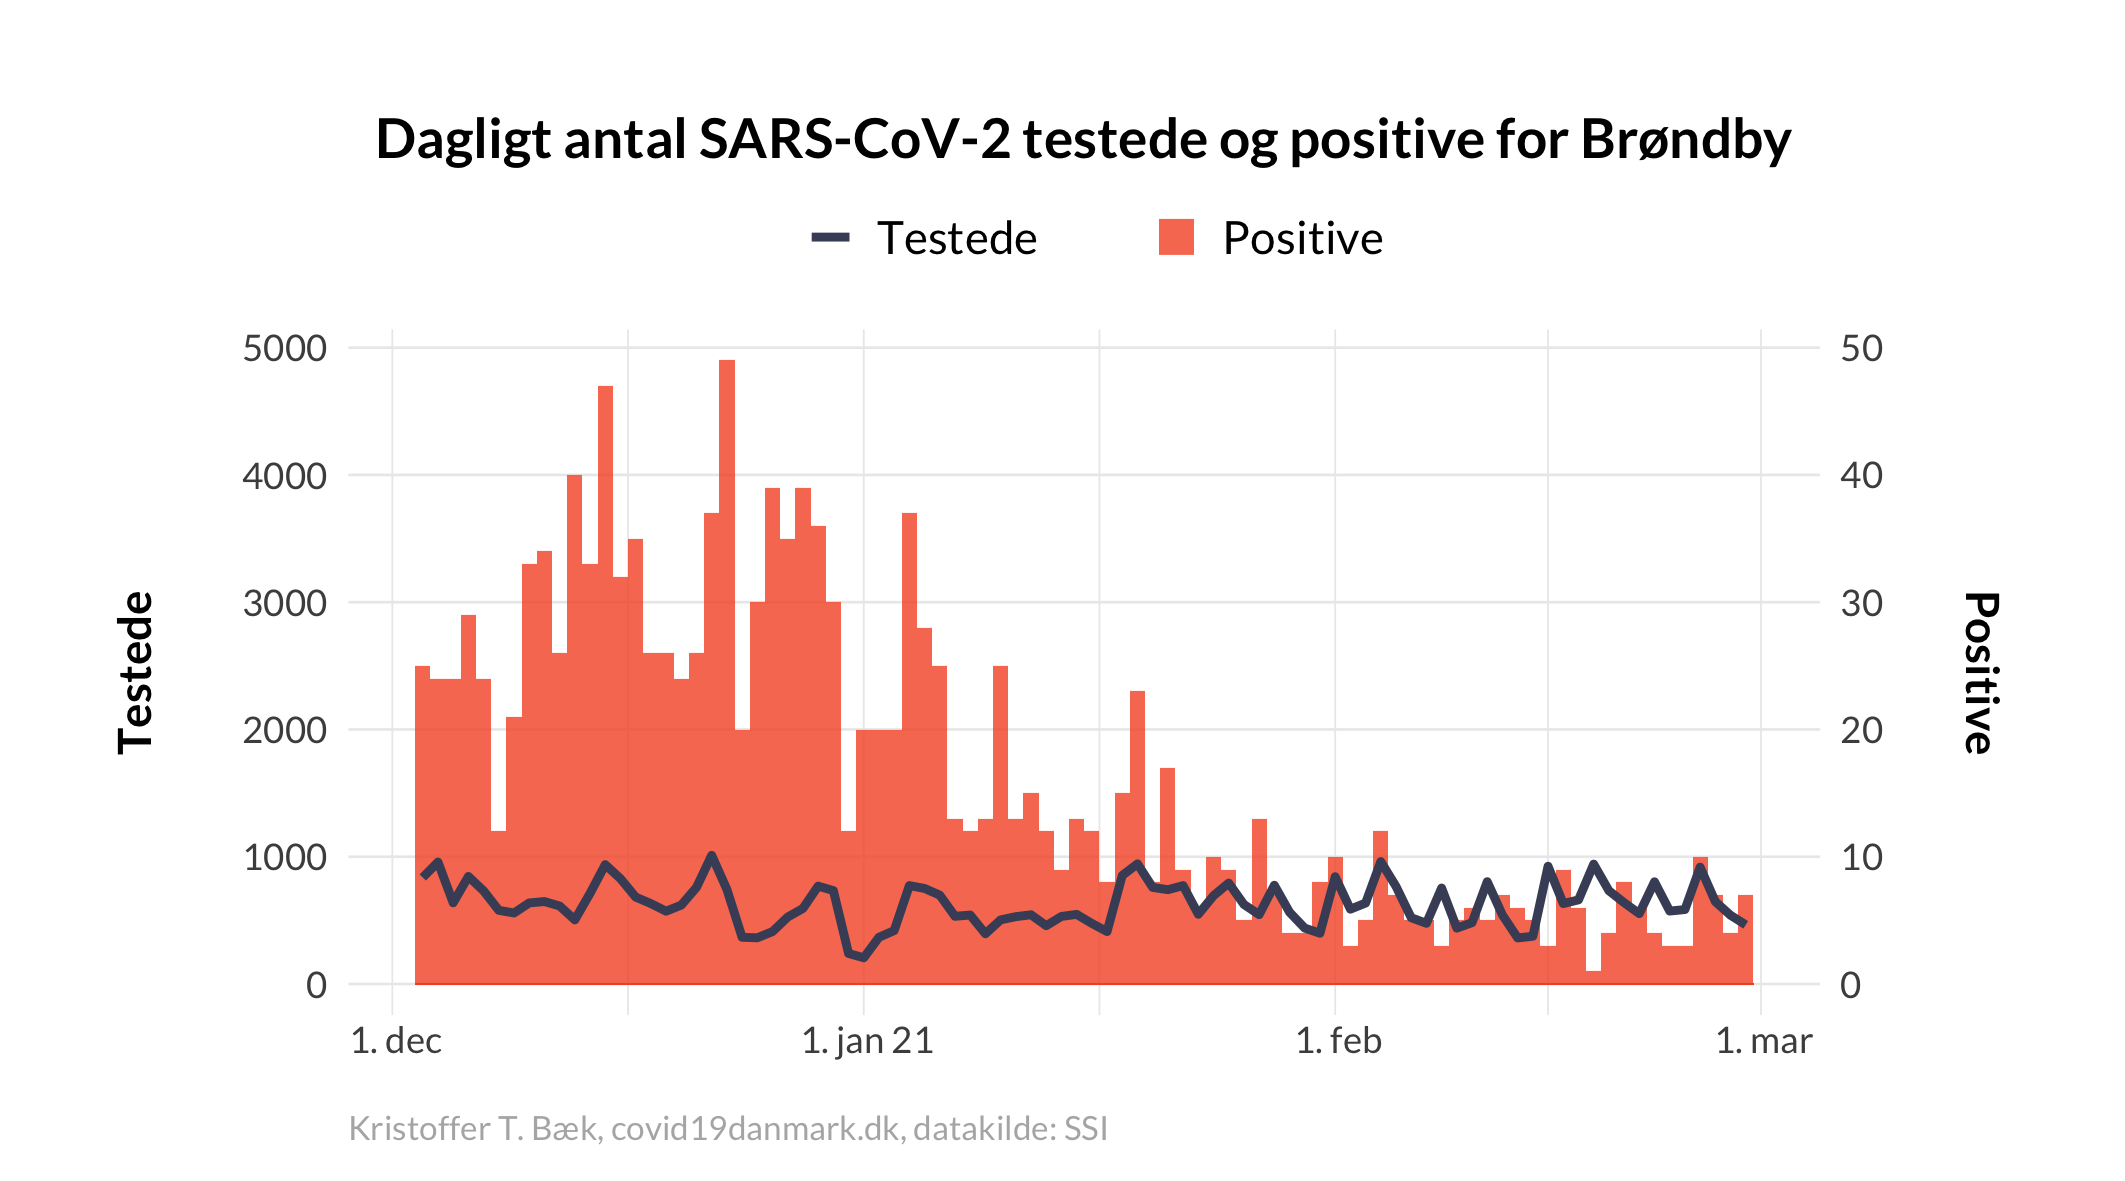 Dagligt antal SARS-CoV-2 testede og positive for Brøndby
Testede Positive
5000 50
4000 40
3000 30
2000 20
1000 10
0 0
Testede
Positive
1. dec 1. jan 21 1. feb 1. mar
Kristoffer T. Bæk, covid19danmark.dk, datakilde: SSI